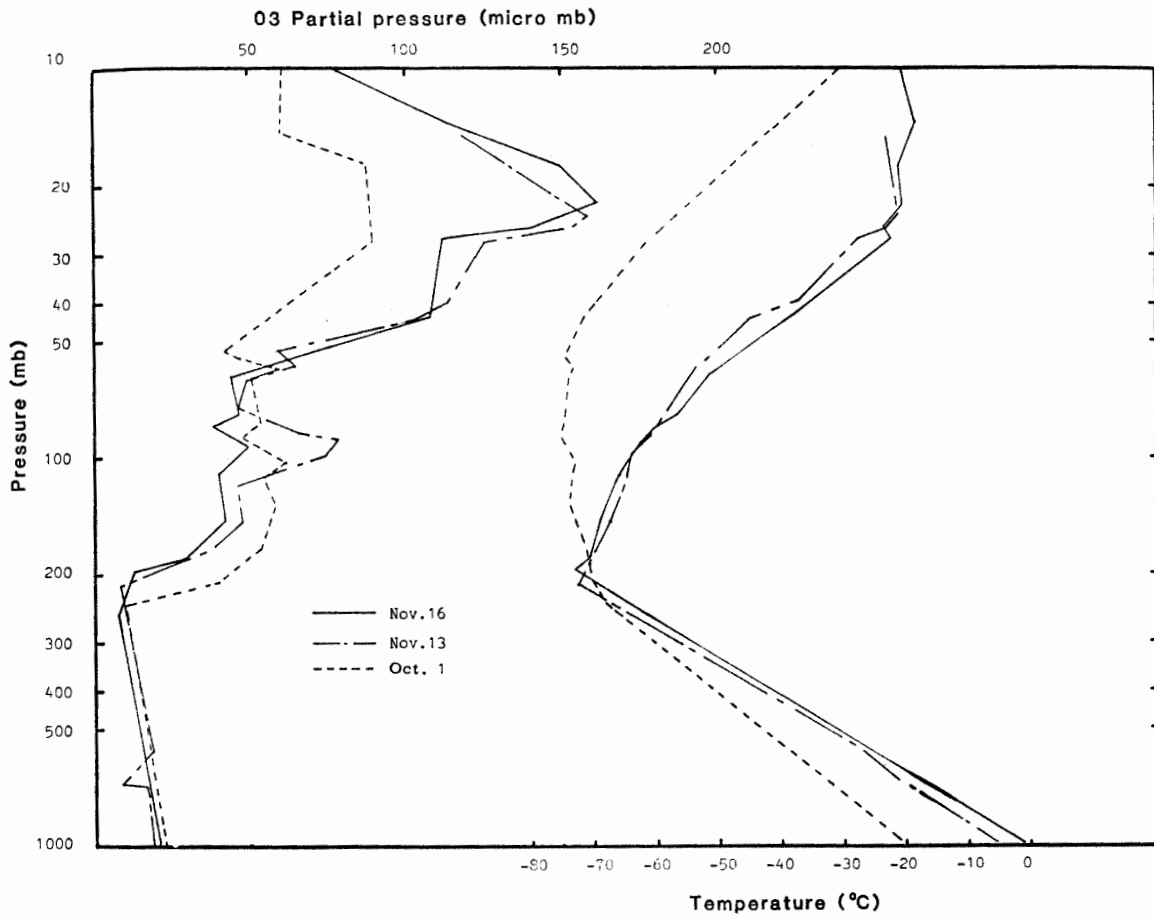 O3 Partial pressure (micro mb)
50 100 150 200
10
20
30
40
50
100
200
300
400
500
1000
Pressure (mb)
Nov.16
Nov.13
Oct. 1
-80 -70 -60 -50 -40 -30 -20 -10 0
Temperature (°C)